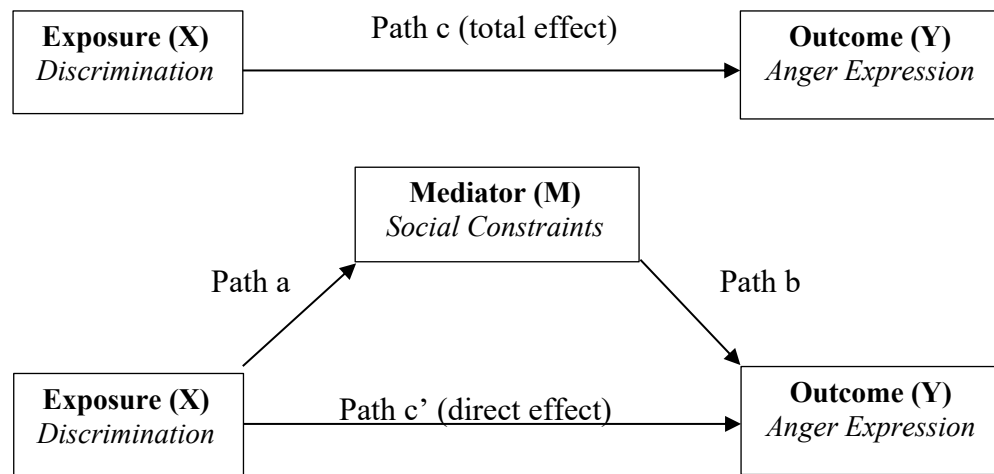 Exposure (X)
Discrimination
Path c (total effect)
Outcome (Y)
Anger Expression
Mediator (M)
Social Constraints
Path a
Path b
Exposure (X)
Discrimination
Path c’ (direct effect)
Outcome (Y)
Anger Expression